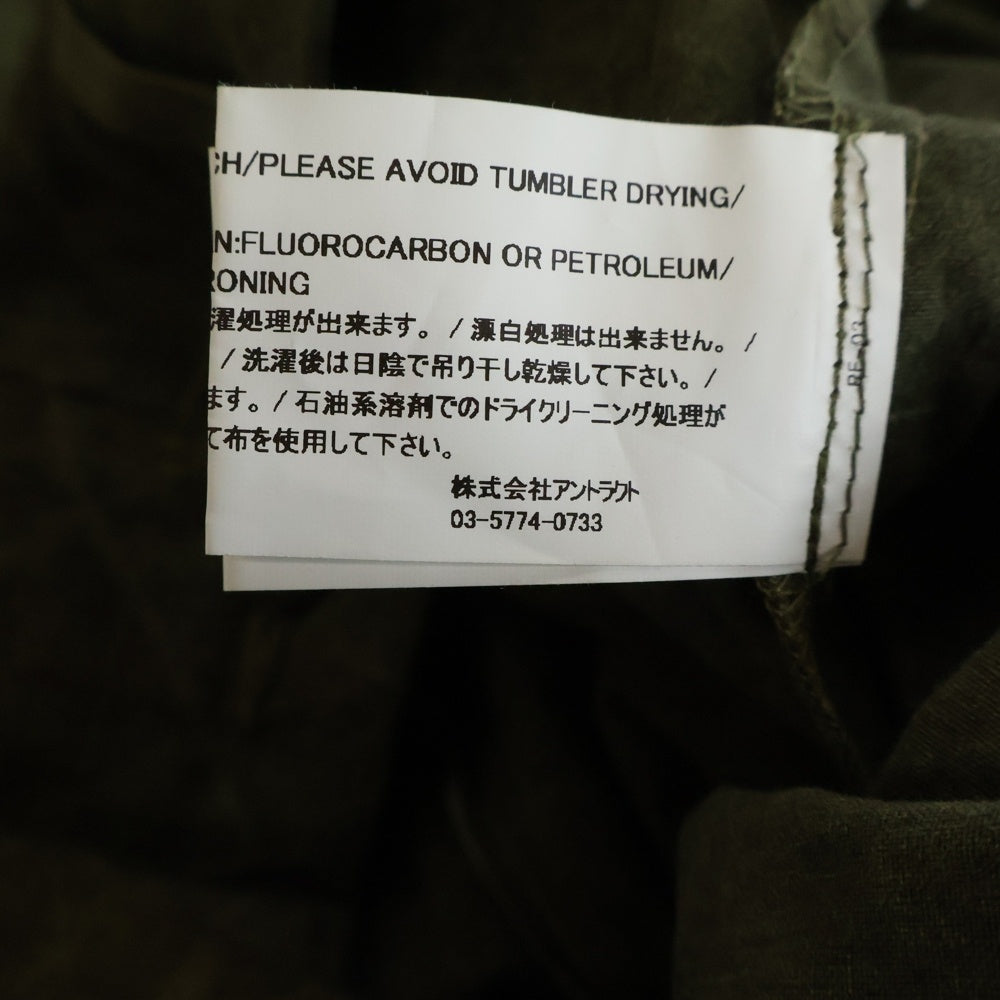 CH/PLEASE AVOID TUMBLER DRYING/
N:FLUOROCARBON OR PETROLEUM/
RONING
濯処理が出来ます。 / 漂白処理は出来ません。 /
/ 洗濯後は日陰で吊り干し乾燥して下さい。 /
ます。 / 石油系溶剤でのドライクリーニング処理が
て布を使用して下さい。
株式会社アントラクト
03-5774-0733
RE-03